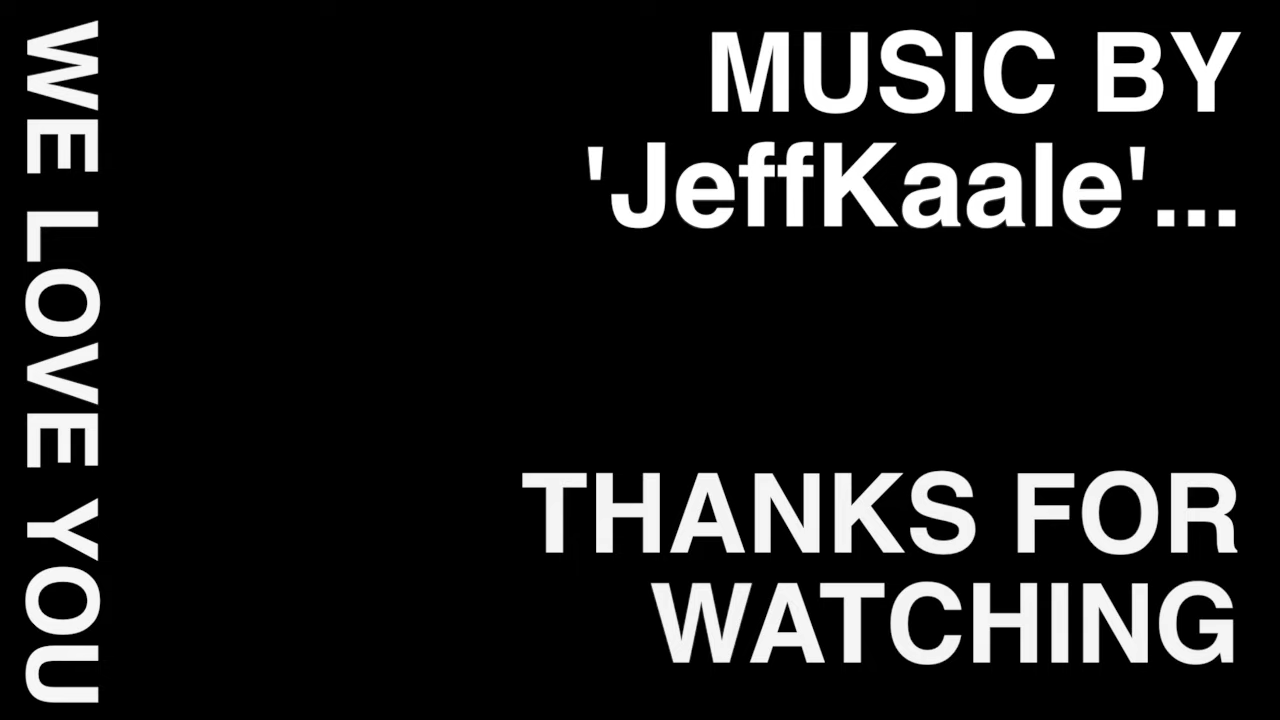 WE LOVE YOU
MUSIC BY
'JeffKaale'...
THANKS FOR
WATCHING